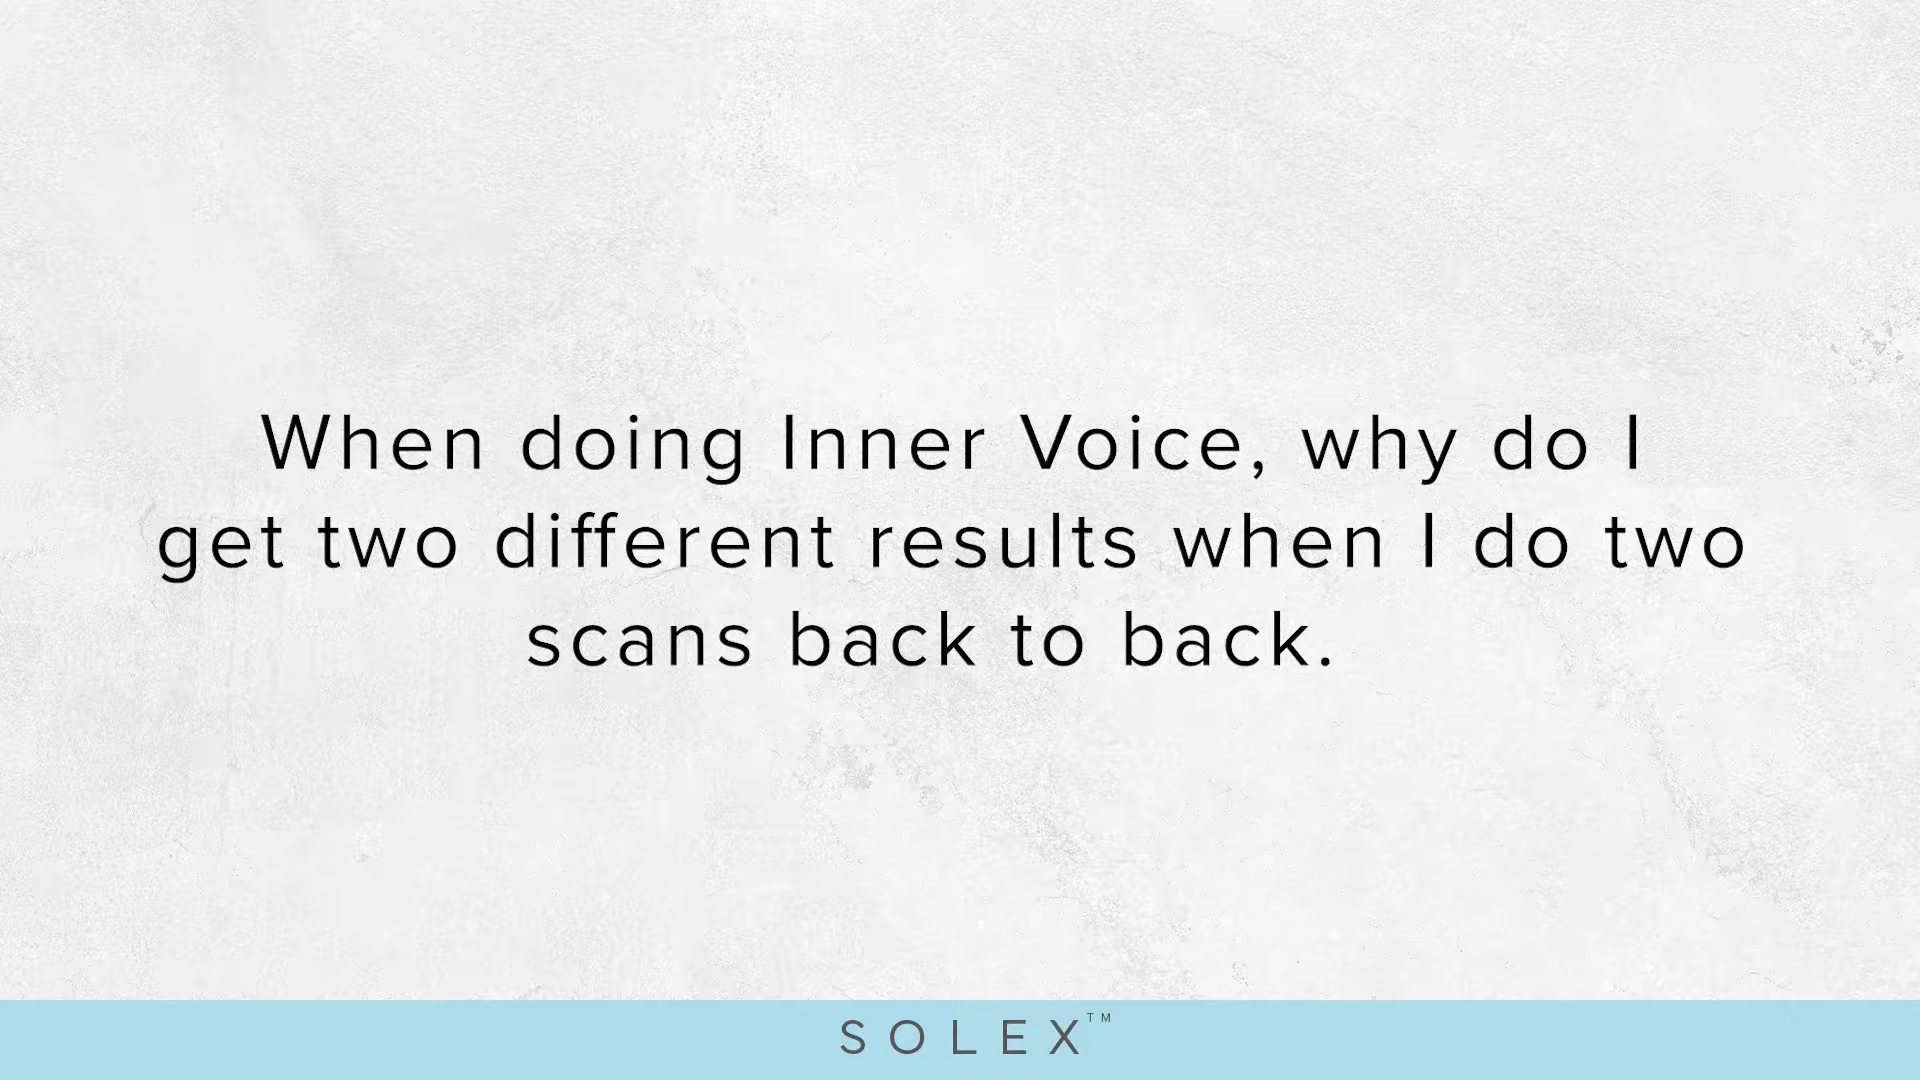 When doing Inner Voice, why do I
get two different results when I do two
scans back to back.
SOLEX™